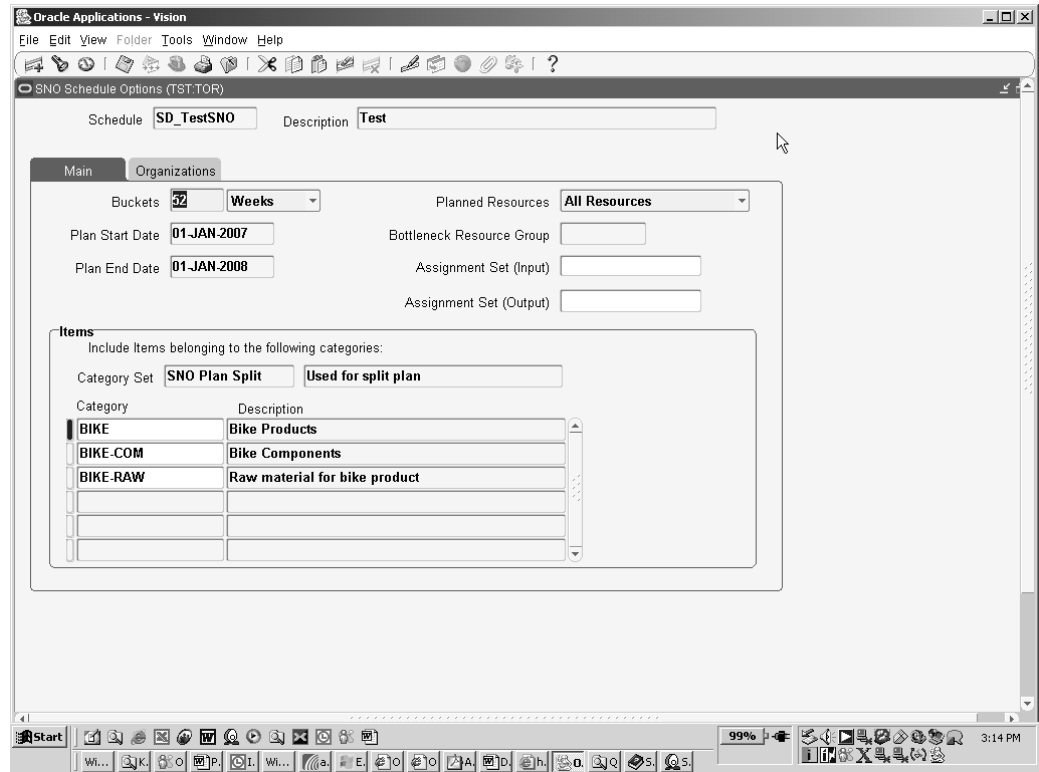 Oracle Applications - Vision
File Edit View Folder Tools Window Help
SNO Schedule Options (TST:TOR)
Schedule SD_TestSNO Description Test
Main Organizations
Buckets 52 Weeks Planned Resources All Resources
Plan Start Date 01-JAN-2007 Bottleneck Resource Group
Plan End Date 01-JAN-2008 Assignment Set (Input)
Assignment Set (Output)
Items
Include Items belonging to the following categories:
Category Set SNO Plan Split Used for split plan
Category Description
BIKE Bike Products
BIKE-COM Bike Components
BIKE-RAW Raw material for bike product
Start 99% 3:14 PM
Wi... K. O P. I. Wi... a. E. O O A. D. h. O. Q S. S.